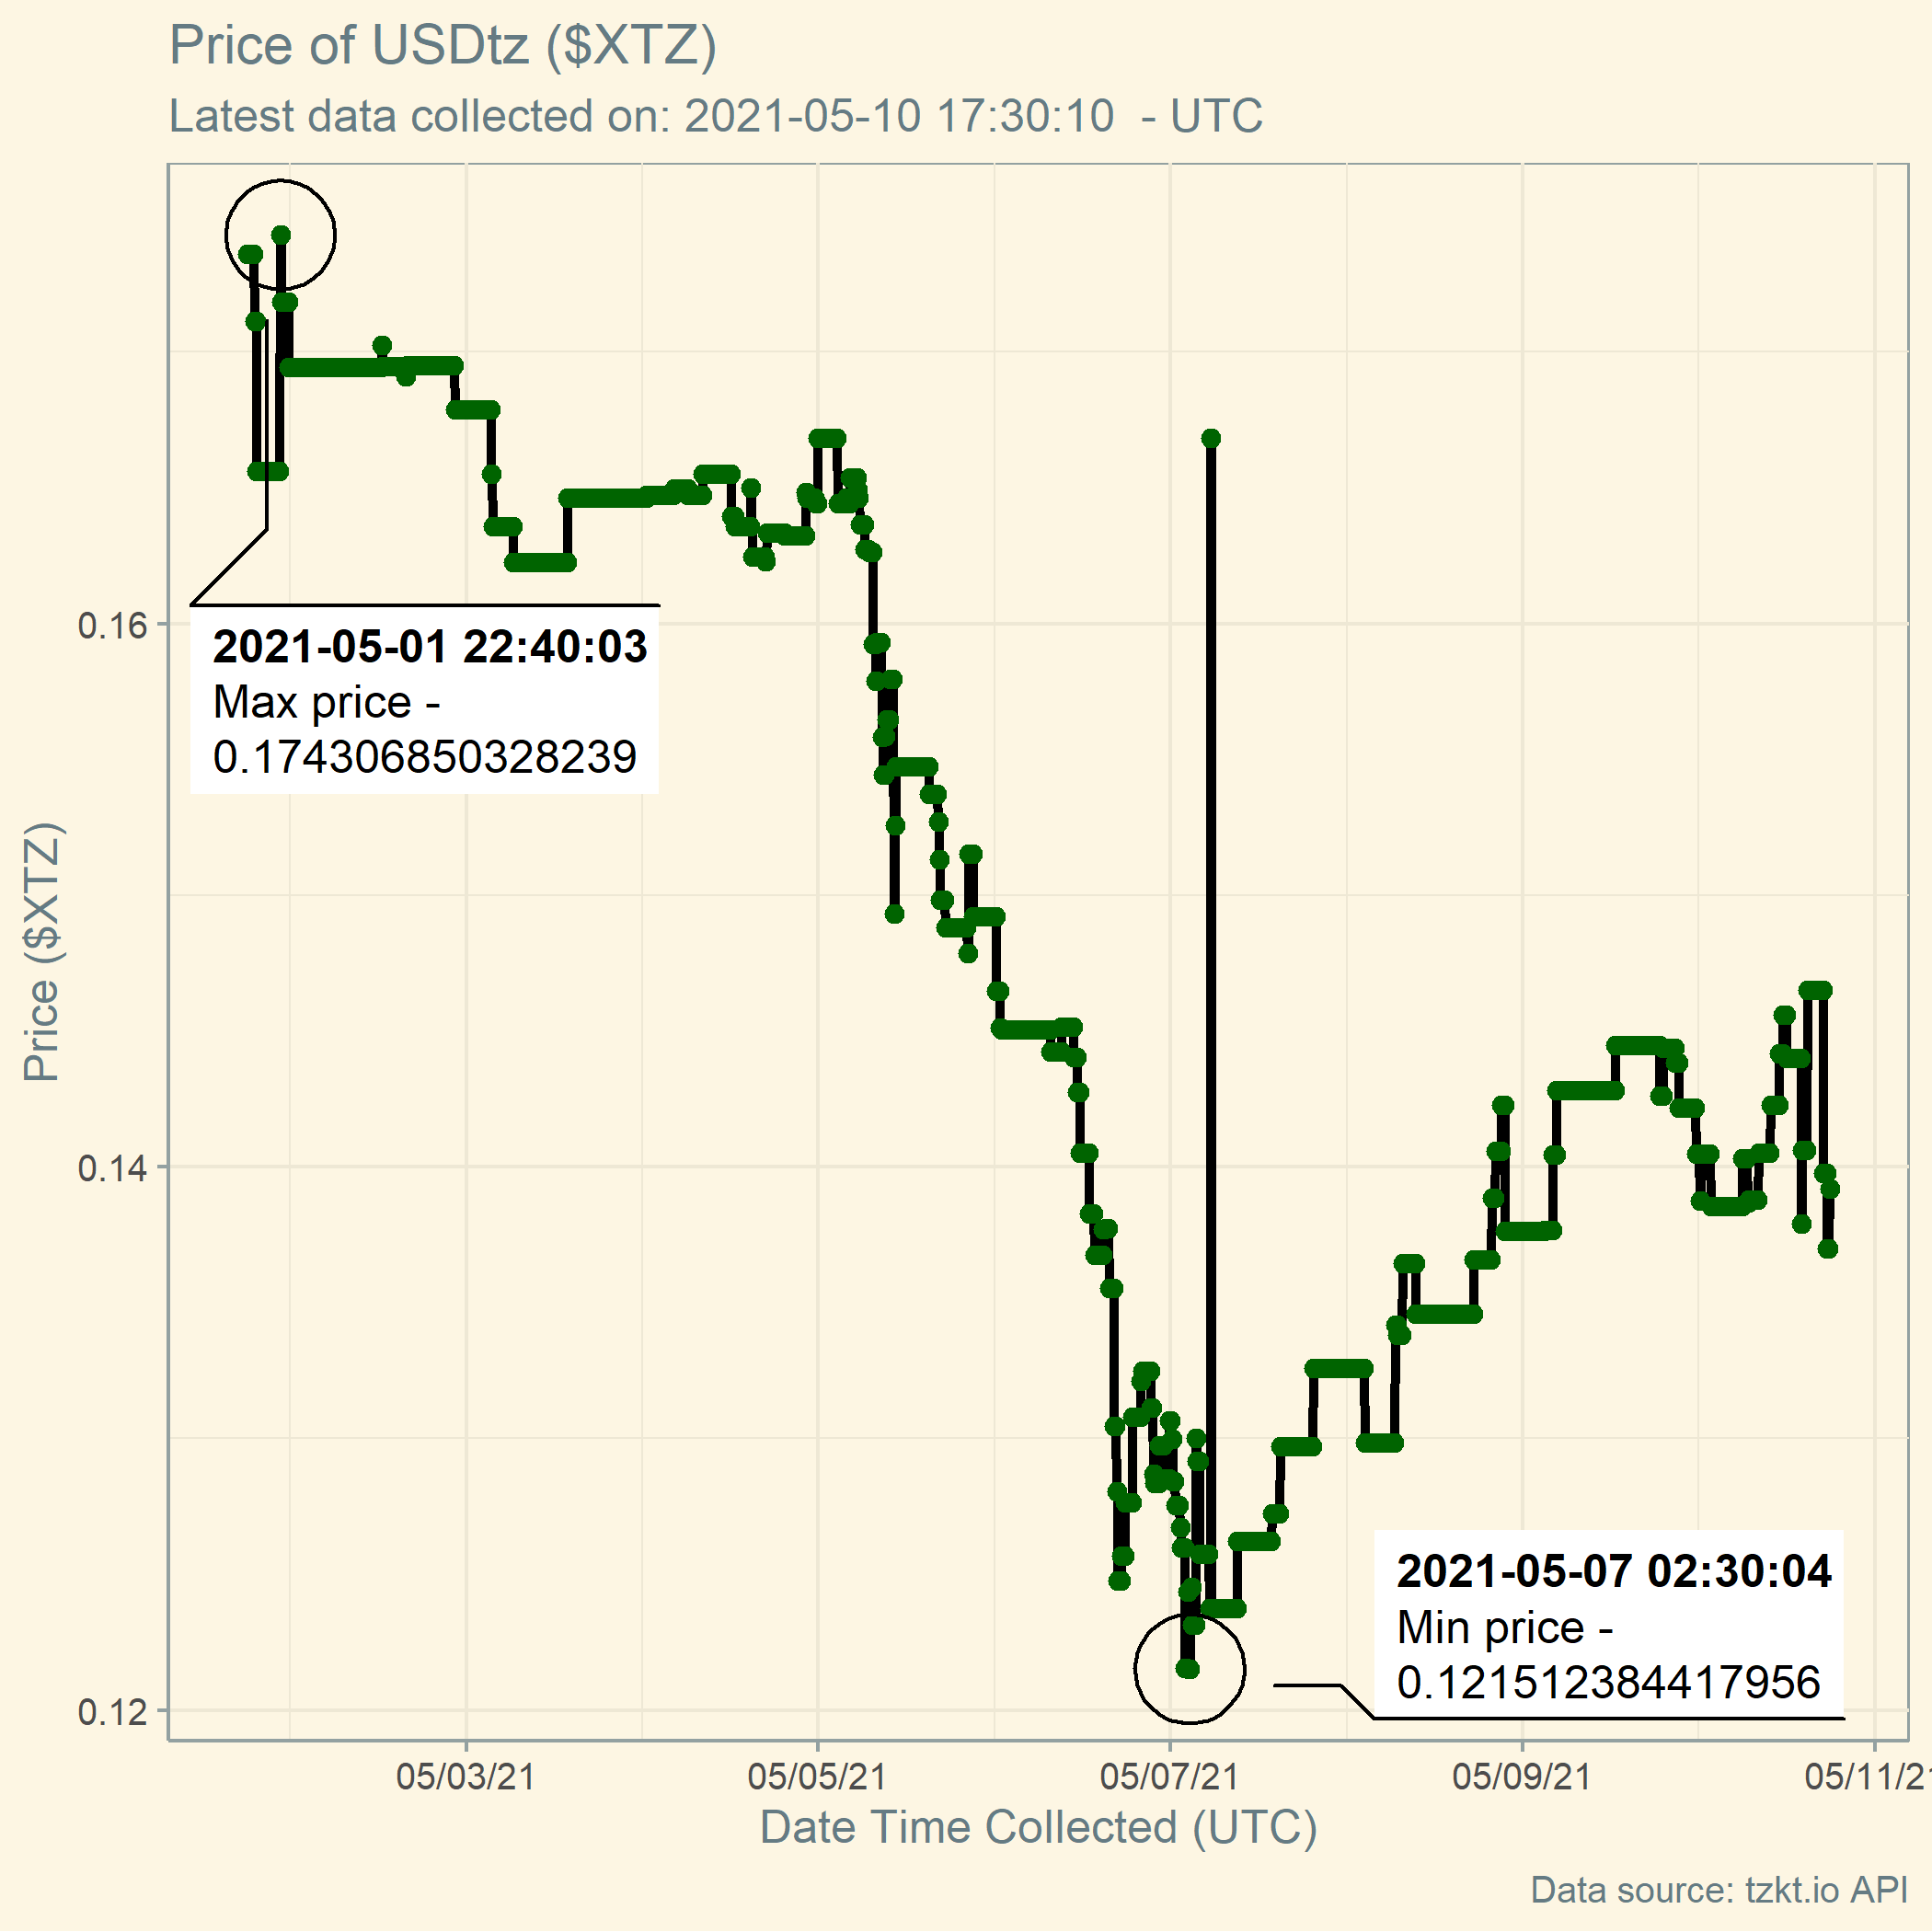 Price of USDtz ($XTZ)
Latest data collected on: 2021-05-10 17:30:10  - UTC
Price ($XTZ)
0.16
0.14
0.12
2021-05-01 22:40:03
Max price -
0.174306850328239
2021-05-07 02:30:04
Min price -
0.121512384417956
05/03/21
05/05/21
05/07/21
05/09/21
05/11/21
Date Time Collected (UTC)
Data source: tzkt.io API